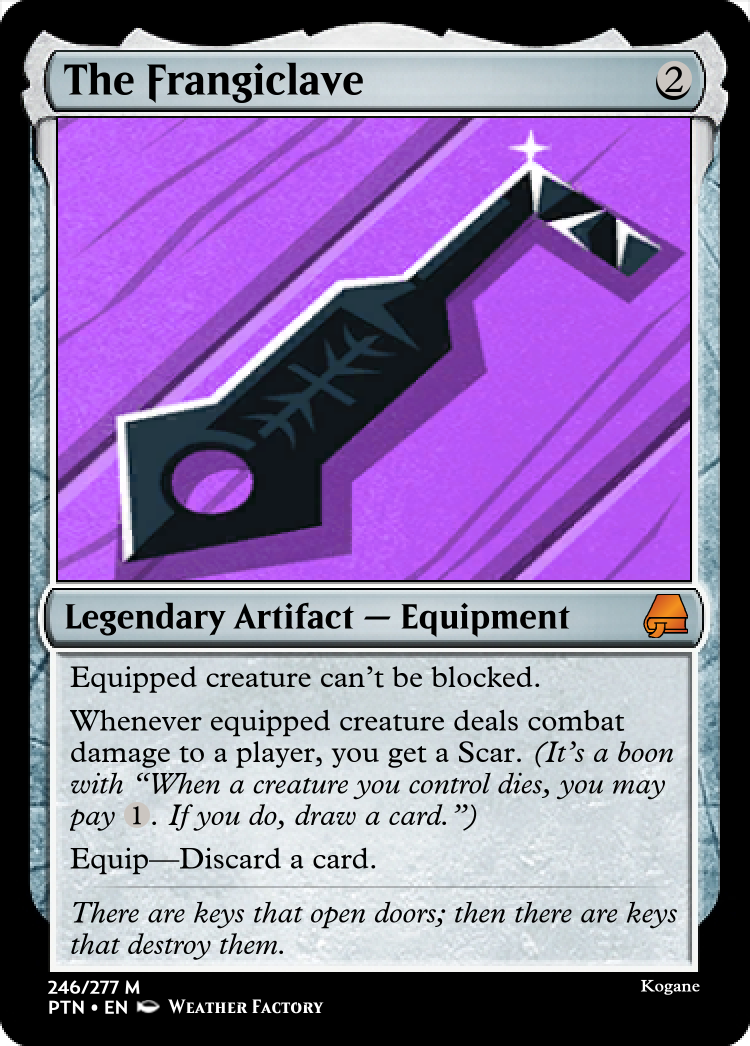 The Frangiclave 2
Legendary Artifact — Equipment
Equipped creature can’t be blocked.
Whenever equipped creature deals combat
damage to a player, you get a Scar. (It’s a boon
with “When a creature you control dies, you may
pay 1. If you do, draw a card.”)
Equip—Discard a card.
There are keys that open doors; then there are keys
that destroy them.
246/277 M
PTN • EN Weather Factory
Kogane